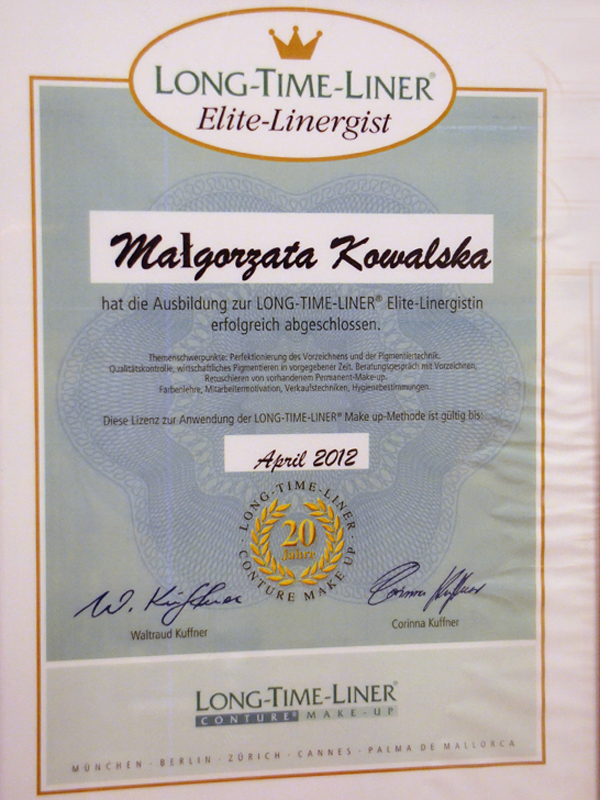 LONG-TIME-LINER®
Elite-Linergist
Małgorzata Kowalska
hat die Ausbildung zur LONG-TIME-LINER® Elite-Linergistin
erfolgreich abgeschlossen.
Themenschwerpunkte: Perfektionierung des Vorzeichnens und der Pigmentiertechnik.
Qualitätskontrolle, wirtschaftliches Pigmentieren in vorgegebener Zeit. Beratungsgespräch mit Vorzeichnen,
Retuschieren von vorhandenem Permanent-Make-up.
Farbenlehre, Mitarbeitermotivation, Verkaufstechniken, Hygienebestimmungen.
Diese Lizenz zur Anwendung der LONG-TIME-LINER® Make up-Methode ist gültig bis:
April 2012
LONG-TIME-LINER
20
Jahre
CONTURE MAKE UP
W. Kuffner
Corinna Kuffner
Waltraud Kuffner
Corinna Kuffner
LONG-TIME-LINER®
CONTURE® MAKE-UP
MÜNCHEN · BERLIN · ZÜRICH · CANNES · PALMA DE MALLORCA